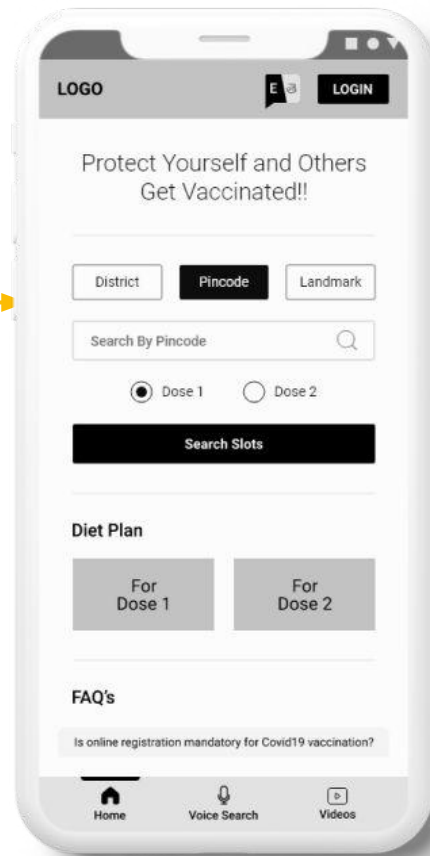 LOGO
E अ
LOGIN
Protect Yourself and Others
Get Vaccinated!!
District
Pincode
Landmark
Search By Pincode
Dose 1
Dose 2
Search Slots
Diet Plan
For
Dose 1
For
Dose 2
FAQ's
Is online registration mandatory for Covid19 vaccination?
Home
Voice Search
Videos